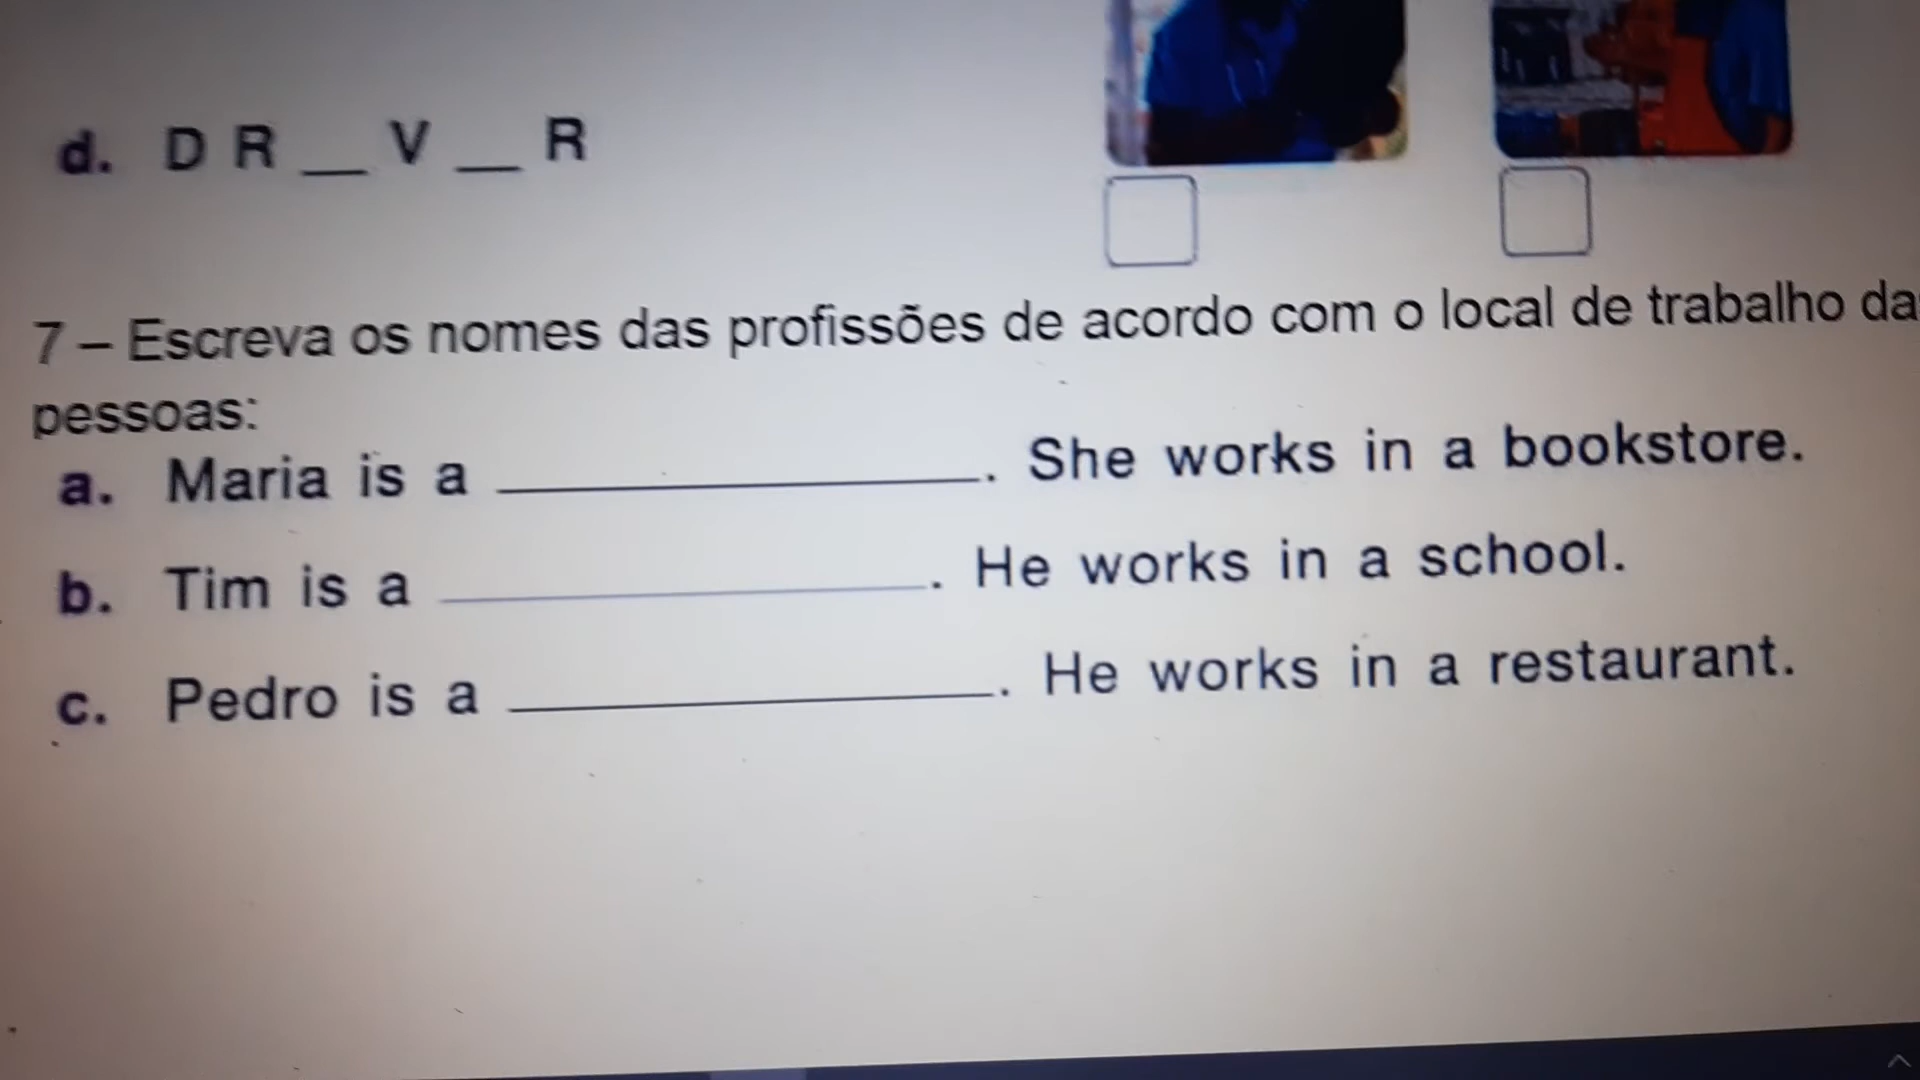 d. D R __ V __ R
7 – Escreva os nomes das profissões de acordo com o local de trabalho
pessoas:
a. Maria is a ____________. She works in a bookstore.
b. Tim is a ____________. He works in a school.
c. Pedro is a ____________. He works in a restaurant.